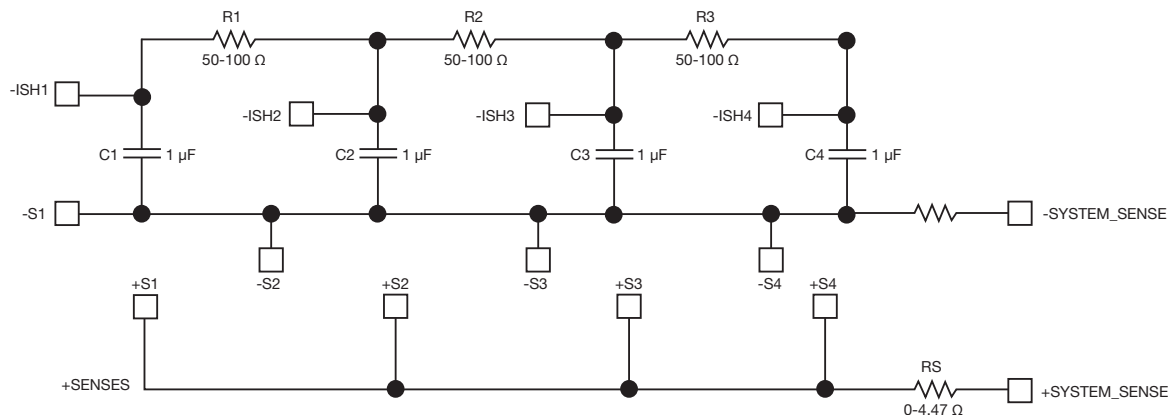 R1
R2
R3
50-100 Ω
50-100 Ω
50-100 Ω
-ISH1
-ISH2
-ISH3
-ISH4
C1
1 µF
C2
1 µF
C3
1 µF
C4
1 µF
-S1
-SYSTEM_SENSE
-S2
-S3
-S4
+S1
+S2
+S3
+S4
+SENSES
RS
0-4.47 Ω
+SYSTEM_SENSE